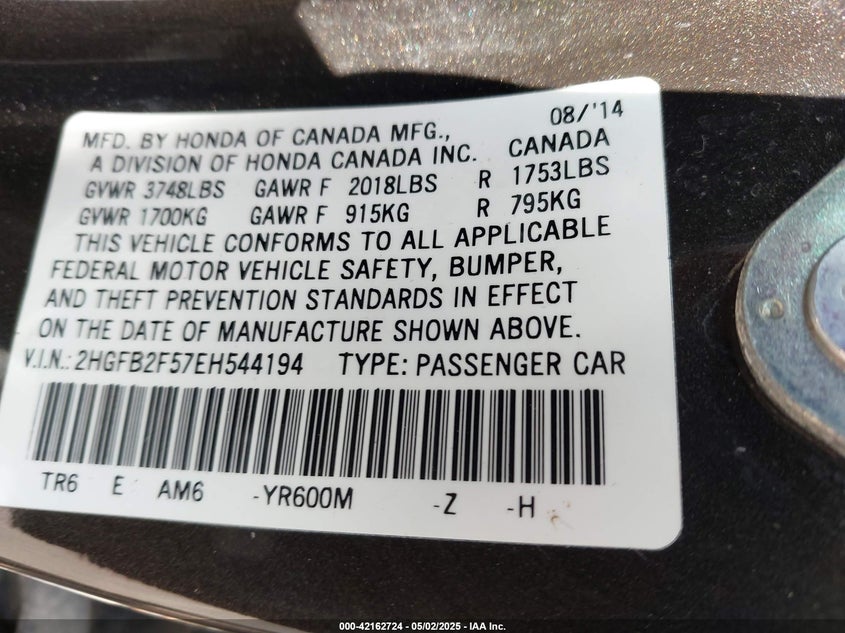 08/'14
MFD. BY HONDA OF CANADA MFG., CANADA
A DIVISION OF HONDA CANADA INC.
GVWR 3748LBS GAWR F 2018LBS R 1753LBS
GVWR 1700KG GAWR F 915KG R 795KG
THIS VEHICLE CONFORMS TO ALL APPLICABLE
FEDERAL MOTOR VEHICLE SAFETY, BUMPER,
AND THEFT PREVENTION STANDARDS IN EFFECT
ON THE DATE OF MANUFACTURE SHOWN ABOVE.
V.I.N.: 2HGFB2F57EH544194 TYPE: PASSENGER CAR
TR6 E AM6 -YR600M -Z -H
000-42162724 | 05/02/2025 - IAA Inc.